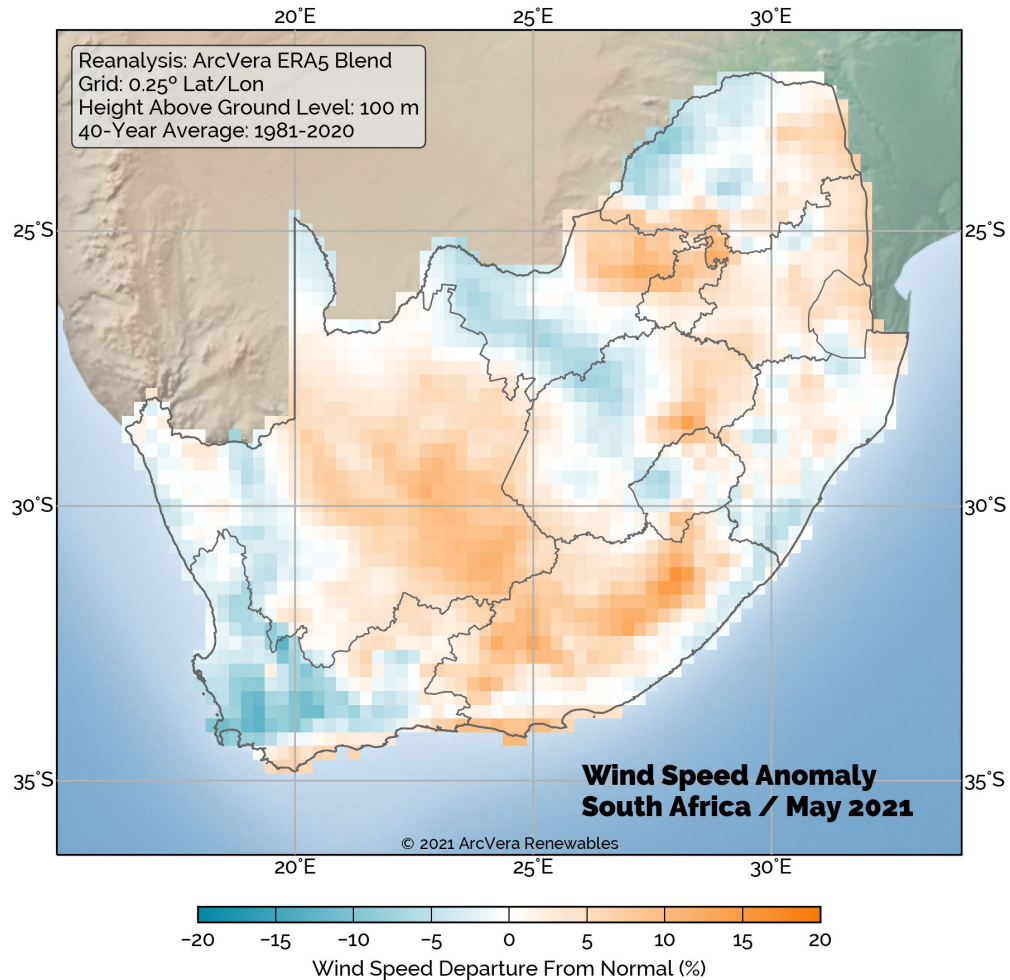 20°E 25°E 30°E
Reanalysis: ArcVera ERA5 Blend
Grid: 0.25º Lat/Lon
Height Above Ground Level: 100 m
40-Year Average: 1981-2020
25°S 25°S
30°S 30°S
Wind Speed Anomaly
35°S 35°S
South Africa / May 2021
© 2021 ArcVera Renewables
20°E 25°E 30°E
−20 −15 −10 −5 0 5 10 15 20
Wind Speed Departure From Normal (%)